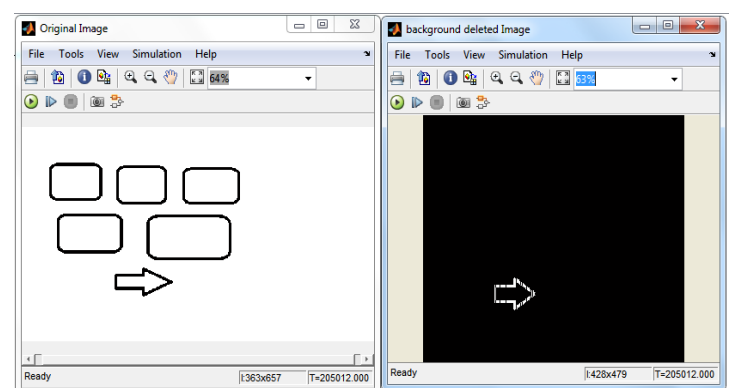 Original Image
File Tools View Simulation Help
64%
Ready I:363x657 T=205012.000
background deleted Image
File Tools View Simulation Help
63%
Ready I:428x479 T=205012.000